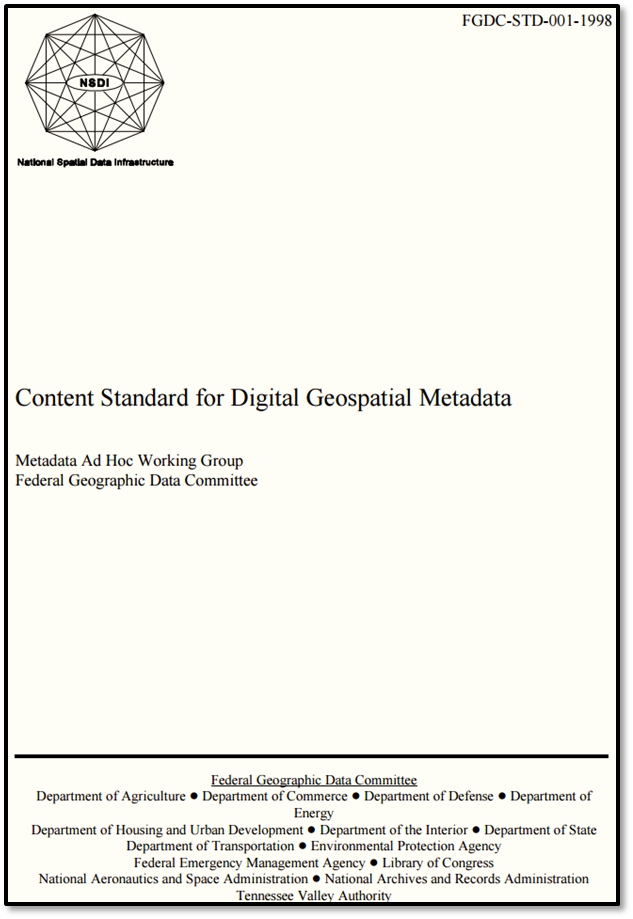 FGDC-STD-001-1998
NSDI
National Spatial Data Infrastructure
Content Standard for Digital Geospatial Metadata
Metadata Ad Hoc Working Group
Federal Geographic Data Committee
Federal Geographic Data Committee
Department of Agriculture ● Department of Commerce ● Department of Defense ● Department of
Energy
Department of Housing and Urban Development ● Department of the Interior ● Department of State
Department of Transportation ● Environmental Protection Agency
Federal Emergency Management Agency ● Library of Congress
National Aeronautics and Space Administration ● National Archives and Records Administration
Tennessee Valley Authority